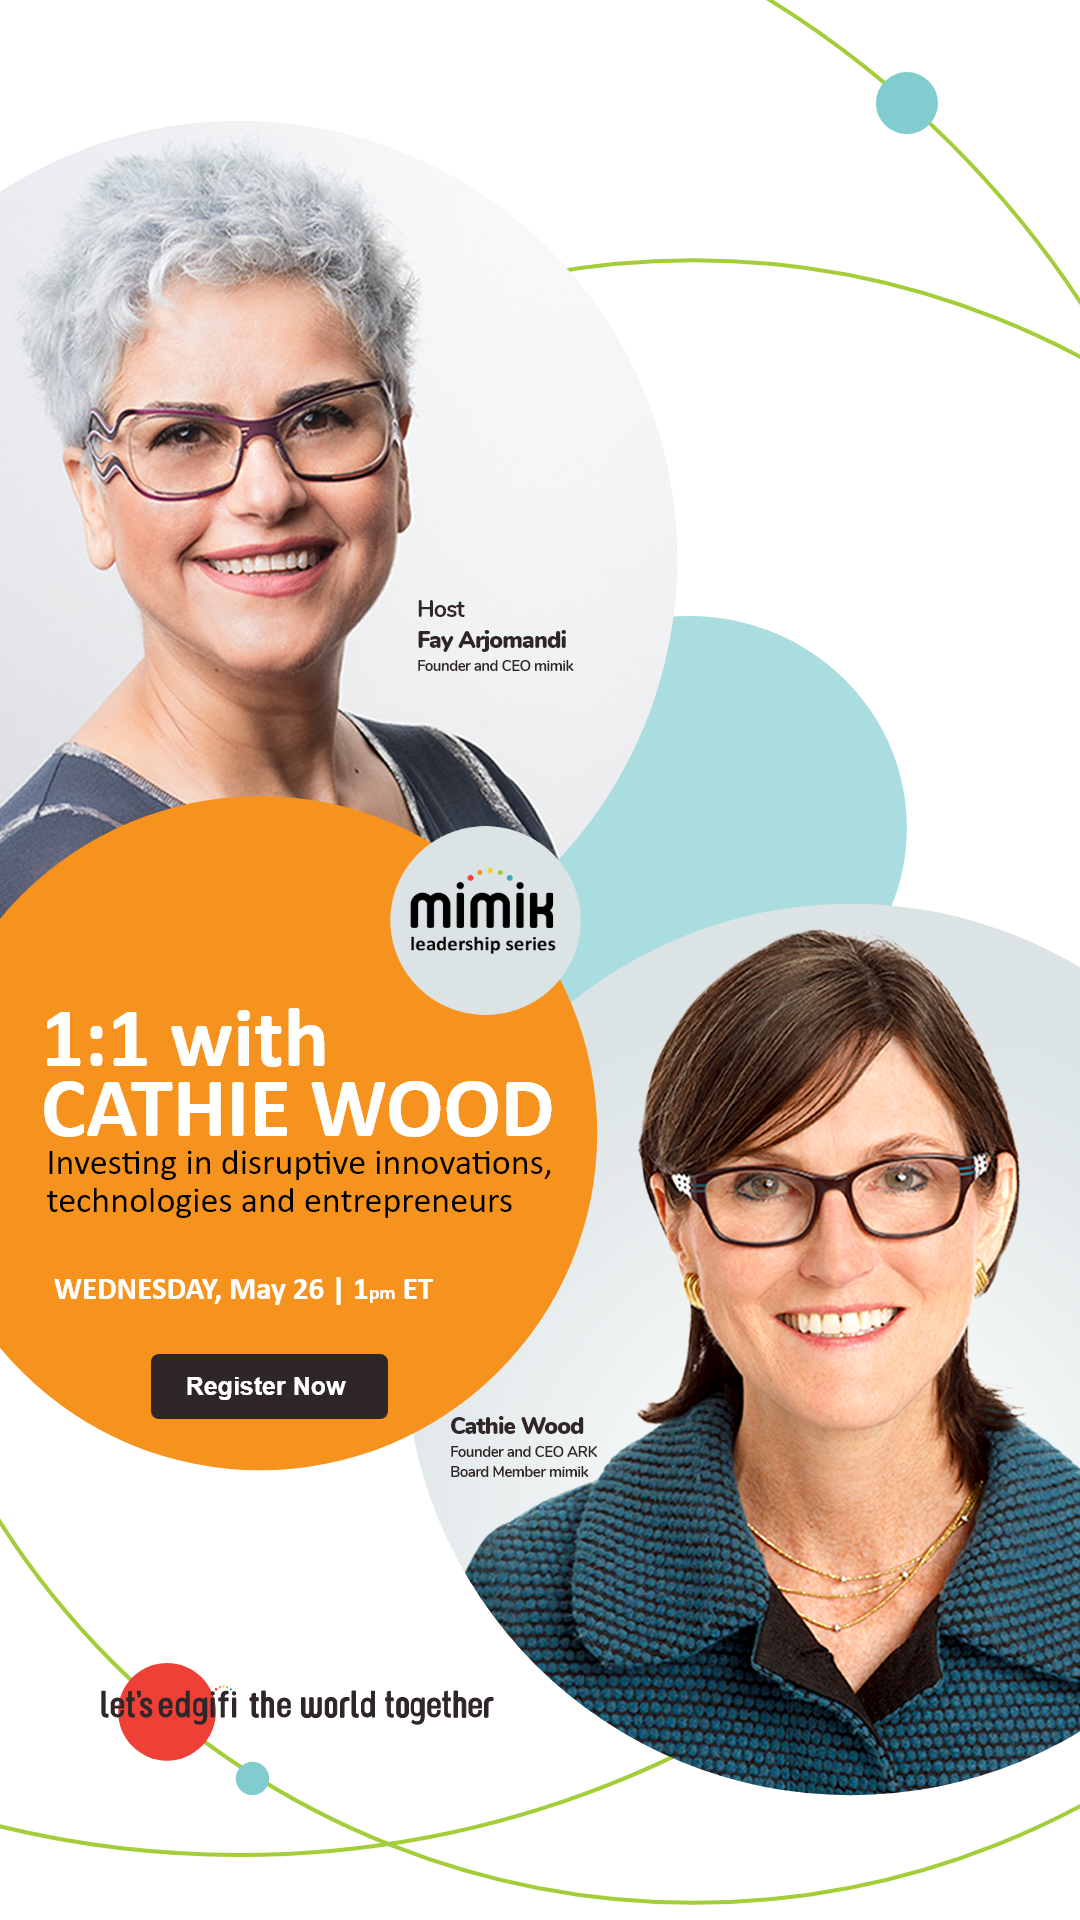 Host
Fay Arjomandi
Founder and CEO mimik
mimik
leadership series
1:1 with
CATHIE WOOD
Investing in disruptive innovations,
technologies and entrepreneurs
WEDNESDAY, May 26 | 1pm ET
Register Now
Cathie Wood
Founder and CEO ARK
Board Member mimik
let's edgifi the world together